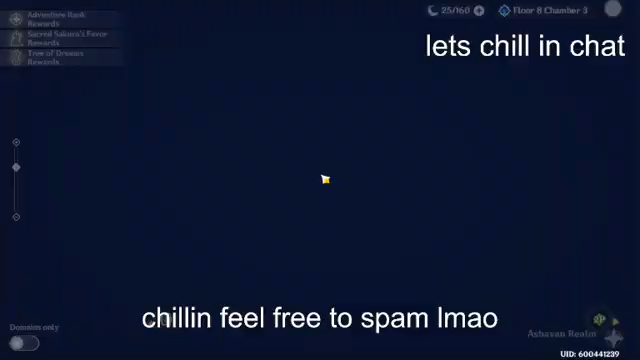 Adventure Rank
Rewards
25/160
Floor 8 Chamber 3
Sacred Sakura's Favor
Rewards
lets chill in chat
Tree of Dreams
Rewards
chillin feel free to spam lmao
Domains only
Ashavan Realm
UID: 600441239